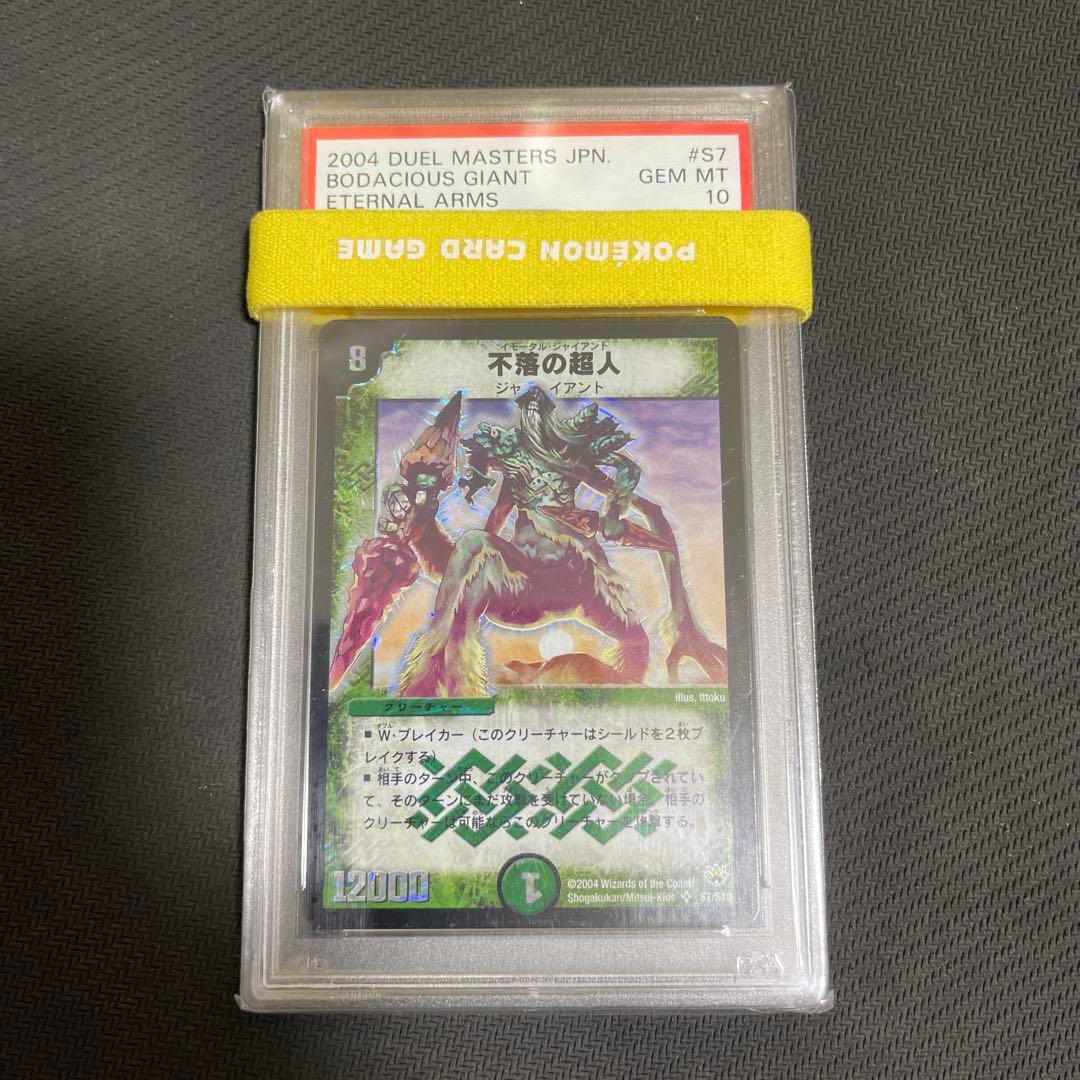 2004 DUEL MASTERS JPN. #S7
BODACIOUS GIANT GEM MT
ETERNAL ARMS 10
POKÉMON CARD GAME
8
イモータル・ジャイアント
不落の超人
ジャイアント
illus. Ittoku
クリーチャー
■ W・ブレイカー（このクリーチャーはシールドを２枚ブ
レイクする）
■ 相手のターン中、このクリーチャーがタップされてい
て、そのターンにまだ攻撃を受けていない場合、相手の
クリーチャーは可能ならこのクリーチャーを攻撃する。
12000
1
©2004 Wizards of the Coast/
Shogakukan/Mitsui-Kids S7/S10